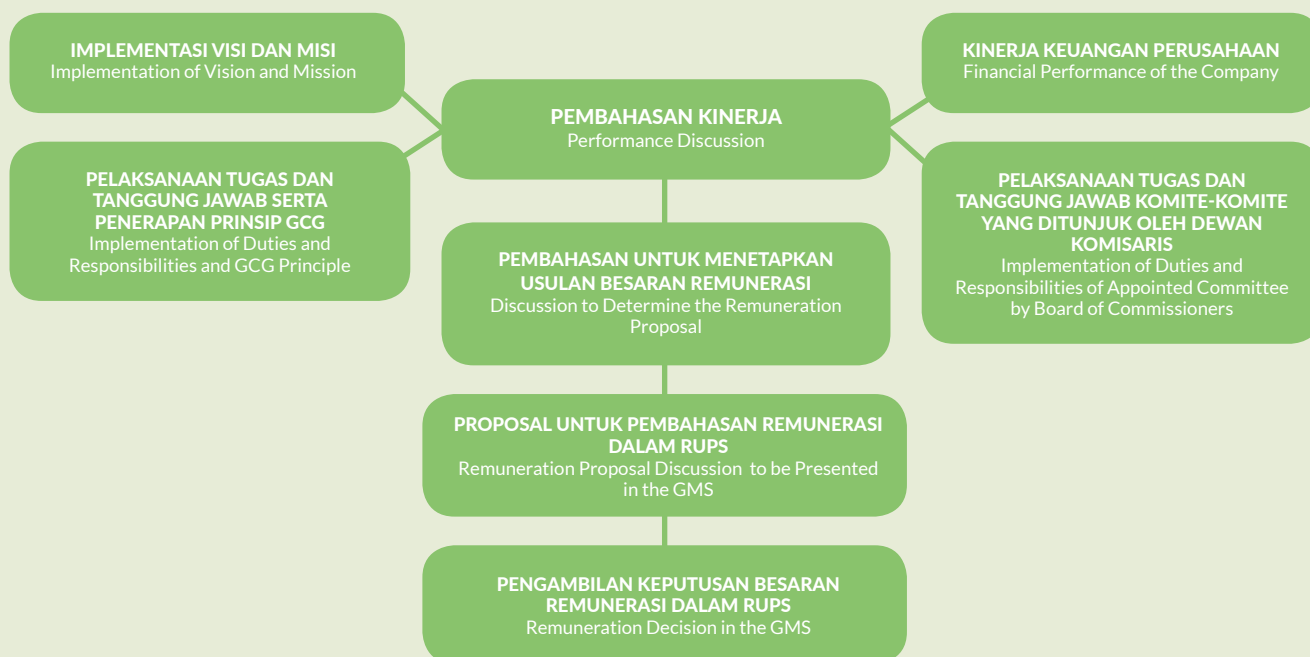 IMPLEMENTASI VISI DAN MISI
Implementation of Vision and Mission
PELAKSANAAN TUGAS DAN
TANGGUNG JAWAB SERTA
PENERAPAN PRINSIP GCG
Implementation of Duties and
Responsibilities and GCG Principle
PEMBAHASAN KINERJA
Performance Discussion
KINERJA KEUANGAN PERUSAHAAN
Financial Performance of the Company
PELAKSANAAN TUGAS DAN
TANGGUNG JAWAB KOMITE-KOMITE
YANG DITUNJUK OLEH DEWAN
KOMISARIS
Implementation of Duties and
Responsibilities of Appointed Committee
by Board of Commissioners
PEMBAHASAN UNTUK MENETAPKAN
USULAN BESARAN REMUNERASI
Discussion to Determine the Remuneration
Proposal
PROPOSAL UNTUK PEMBAHASAN REMUNERASI
DALAM RUPS
Remuneration Proposal Discussion to be Presented
in the GMS
PENGAMBILAN KEPUTUSAN BESARAN
REMUNERASI DALAM RUPS
Remuneration Decision in the GMS